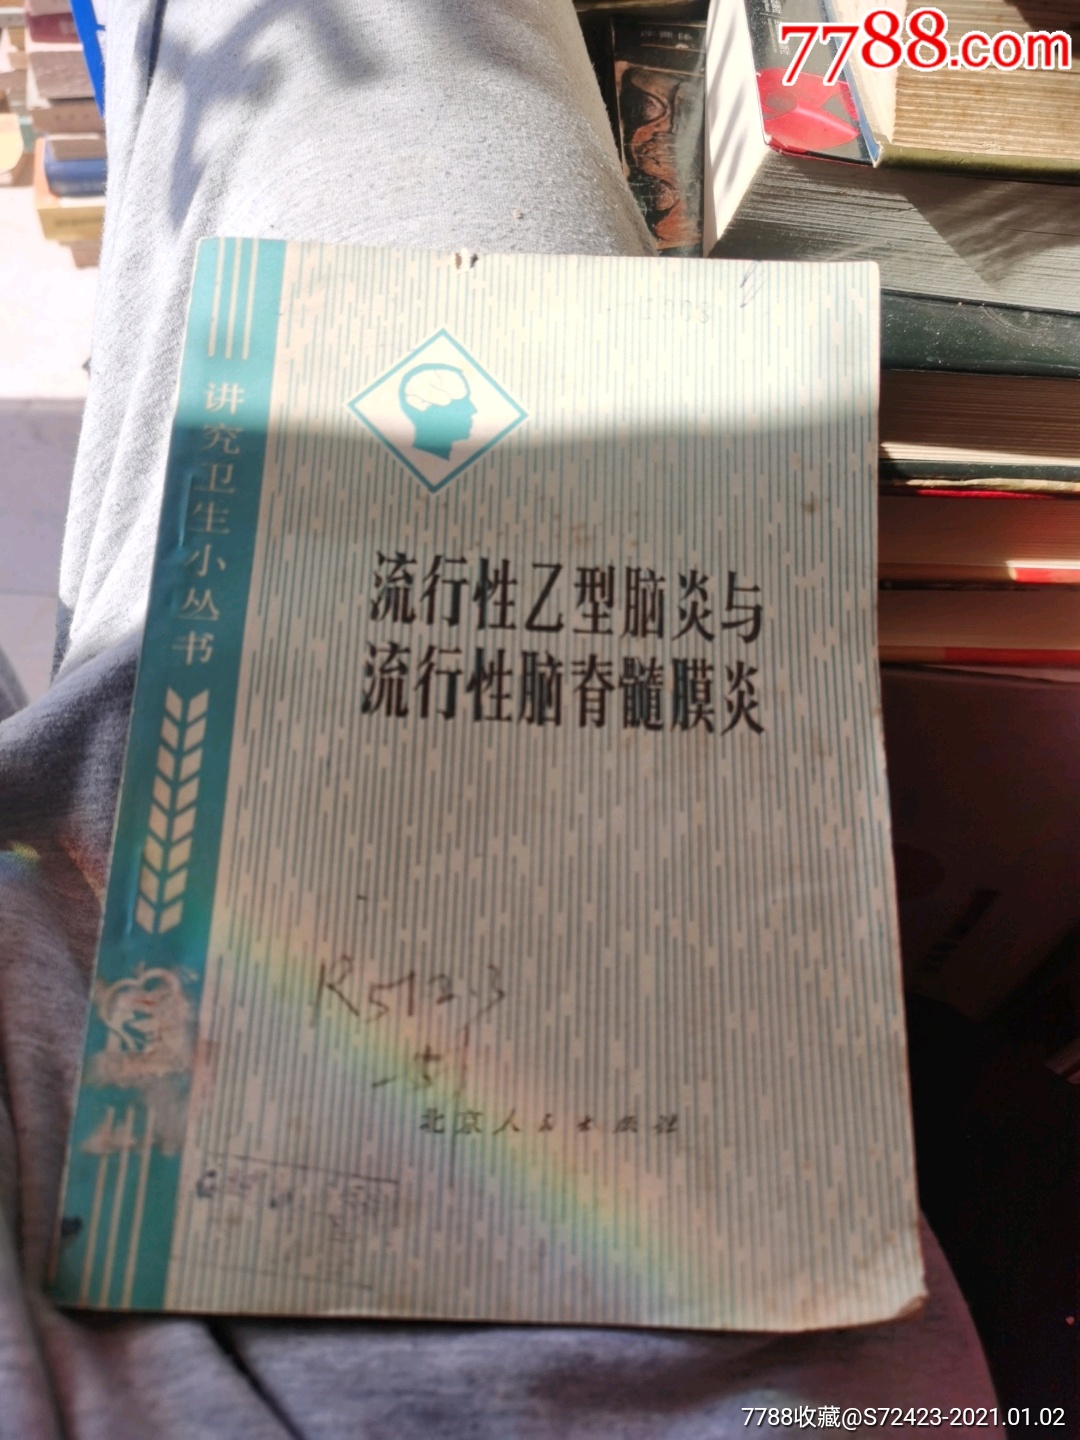 7788.com
讲究卫生小丛书
流行性乙型脑炎与
流行性脑脊髓膜炎
R512.3
北京人民出版社
7788收藏@S72423-2021.01.02